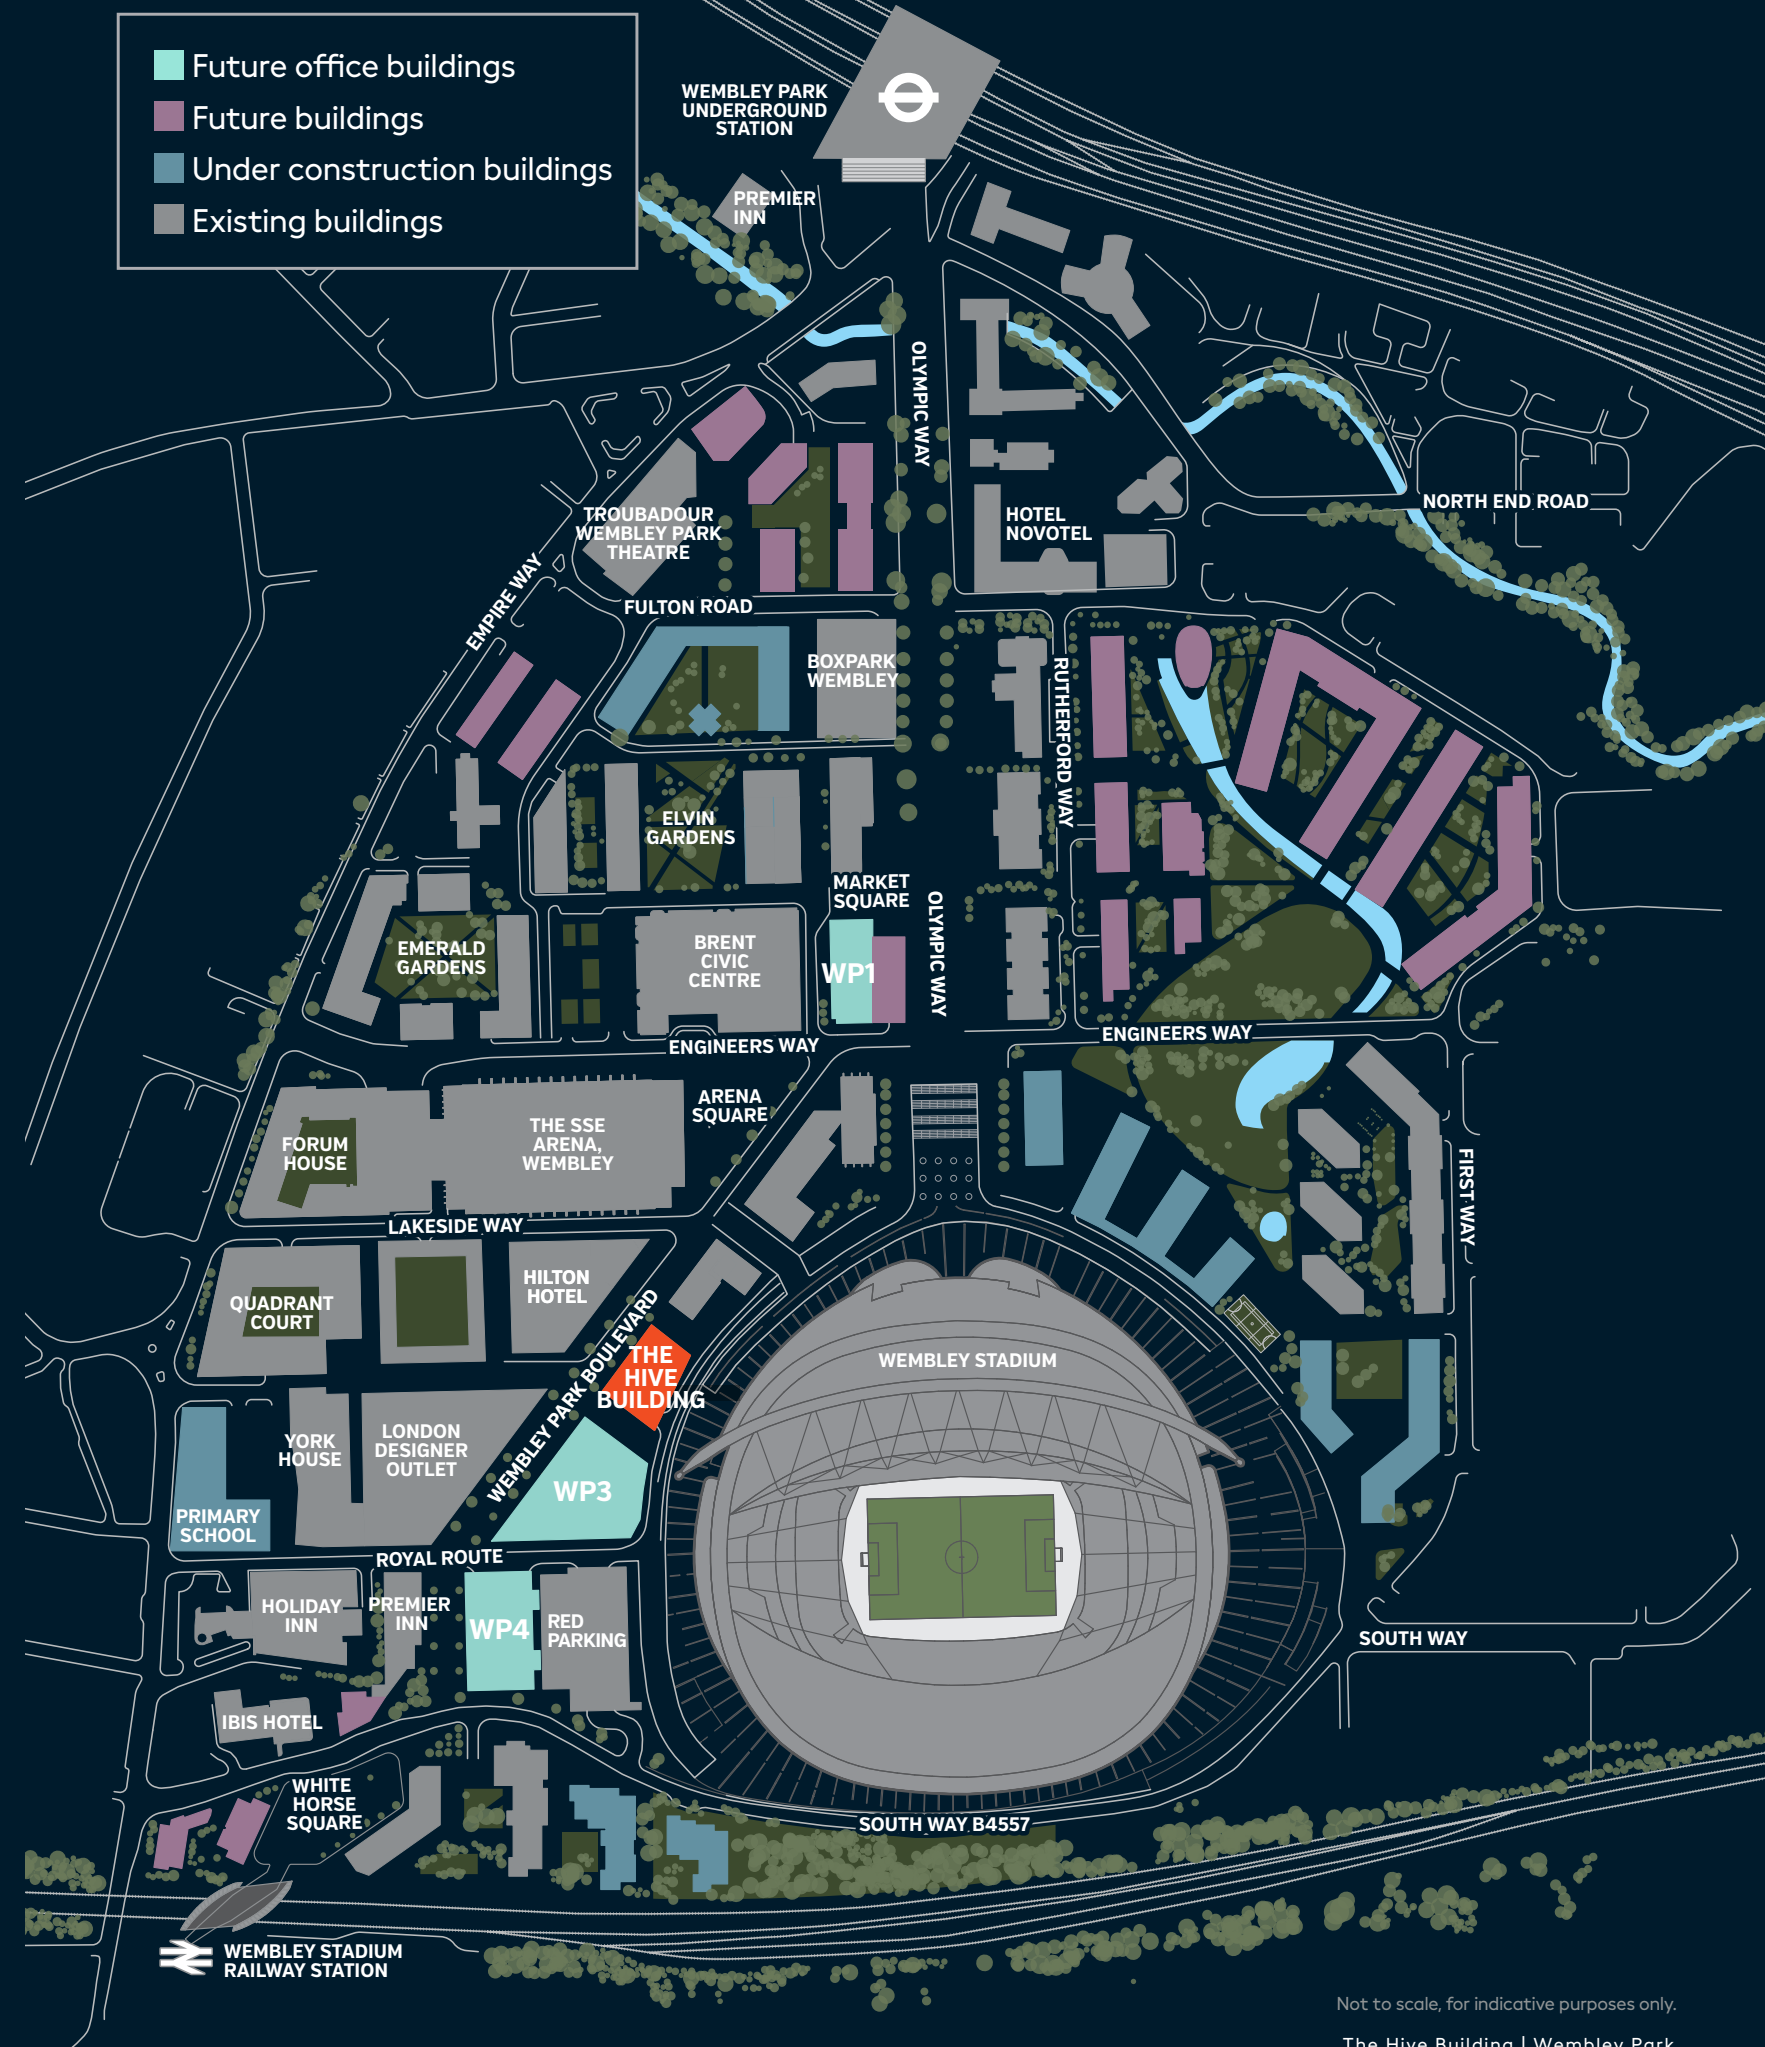 Future office buildings
Future buildings
Under construction buildings
Existing buildings
WEMBLEY PARK
UNDERGROUND
STATION
PREMIER
INN
OLYMPIC WAY
NORTH END ROAD
HOTEL
NOVOTEL
TROUBADOUR
WEMBLEY PARK
THEATRE
EMPIRE WAY
FULTON ROAD
BOXPARK
WEMBLEY
RUTHERFORD WAY
ELVIN
GARDENS
MARKET
SQUARE
OLYMPIC WAY
EMERALD
GARDENS
BRENT
CIVIC
CENTRE
WP1
ENGINEERS WAY
ENGINEERS WAY
ARENA
SQUARE
THE SSE
ARENA,
WEMBLEY
FORUM
HOUSE
FIRST WAY
LAKESIDE WAY
HILTON
HOTEL
QUADRANT
COURT
WEMBLEY PARK BOULEVARD
THE
HIVE
BUILDING
WEMBLEY STADIUM
YORK
HOUSE
LONDON
DESIGNER
OUTLET
WP3
PRIMARY
SCHOOL
ROYAL ROUTE
HOLIDAY
INN
PREMIER
INN
WP4
RED
PARKING
SOUTH WAY
IBIS HOTEL
WHITE
HORSE
SQUARE
SOUTH WAY B4557
WEMBLEY STADIUM
RAILWAY STATION
Not to scale, for indicative purposes only.
The Hive Building | Wembley Park